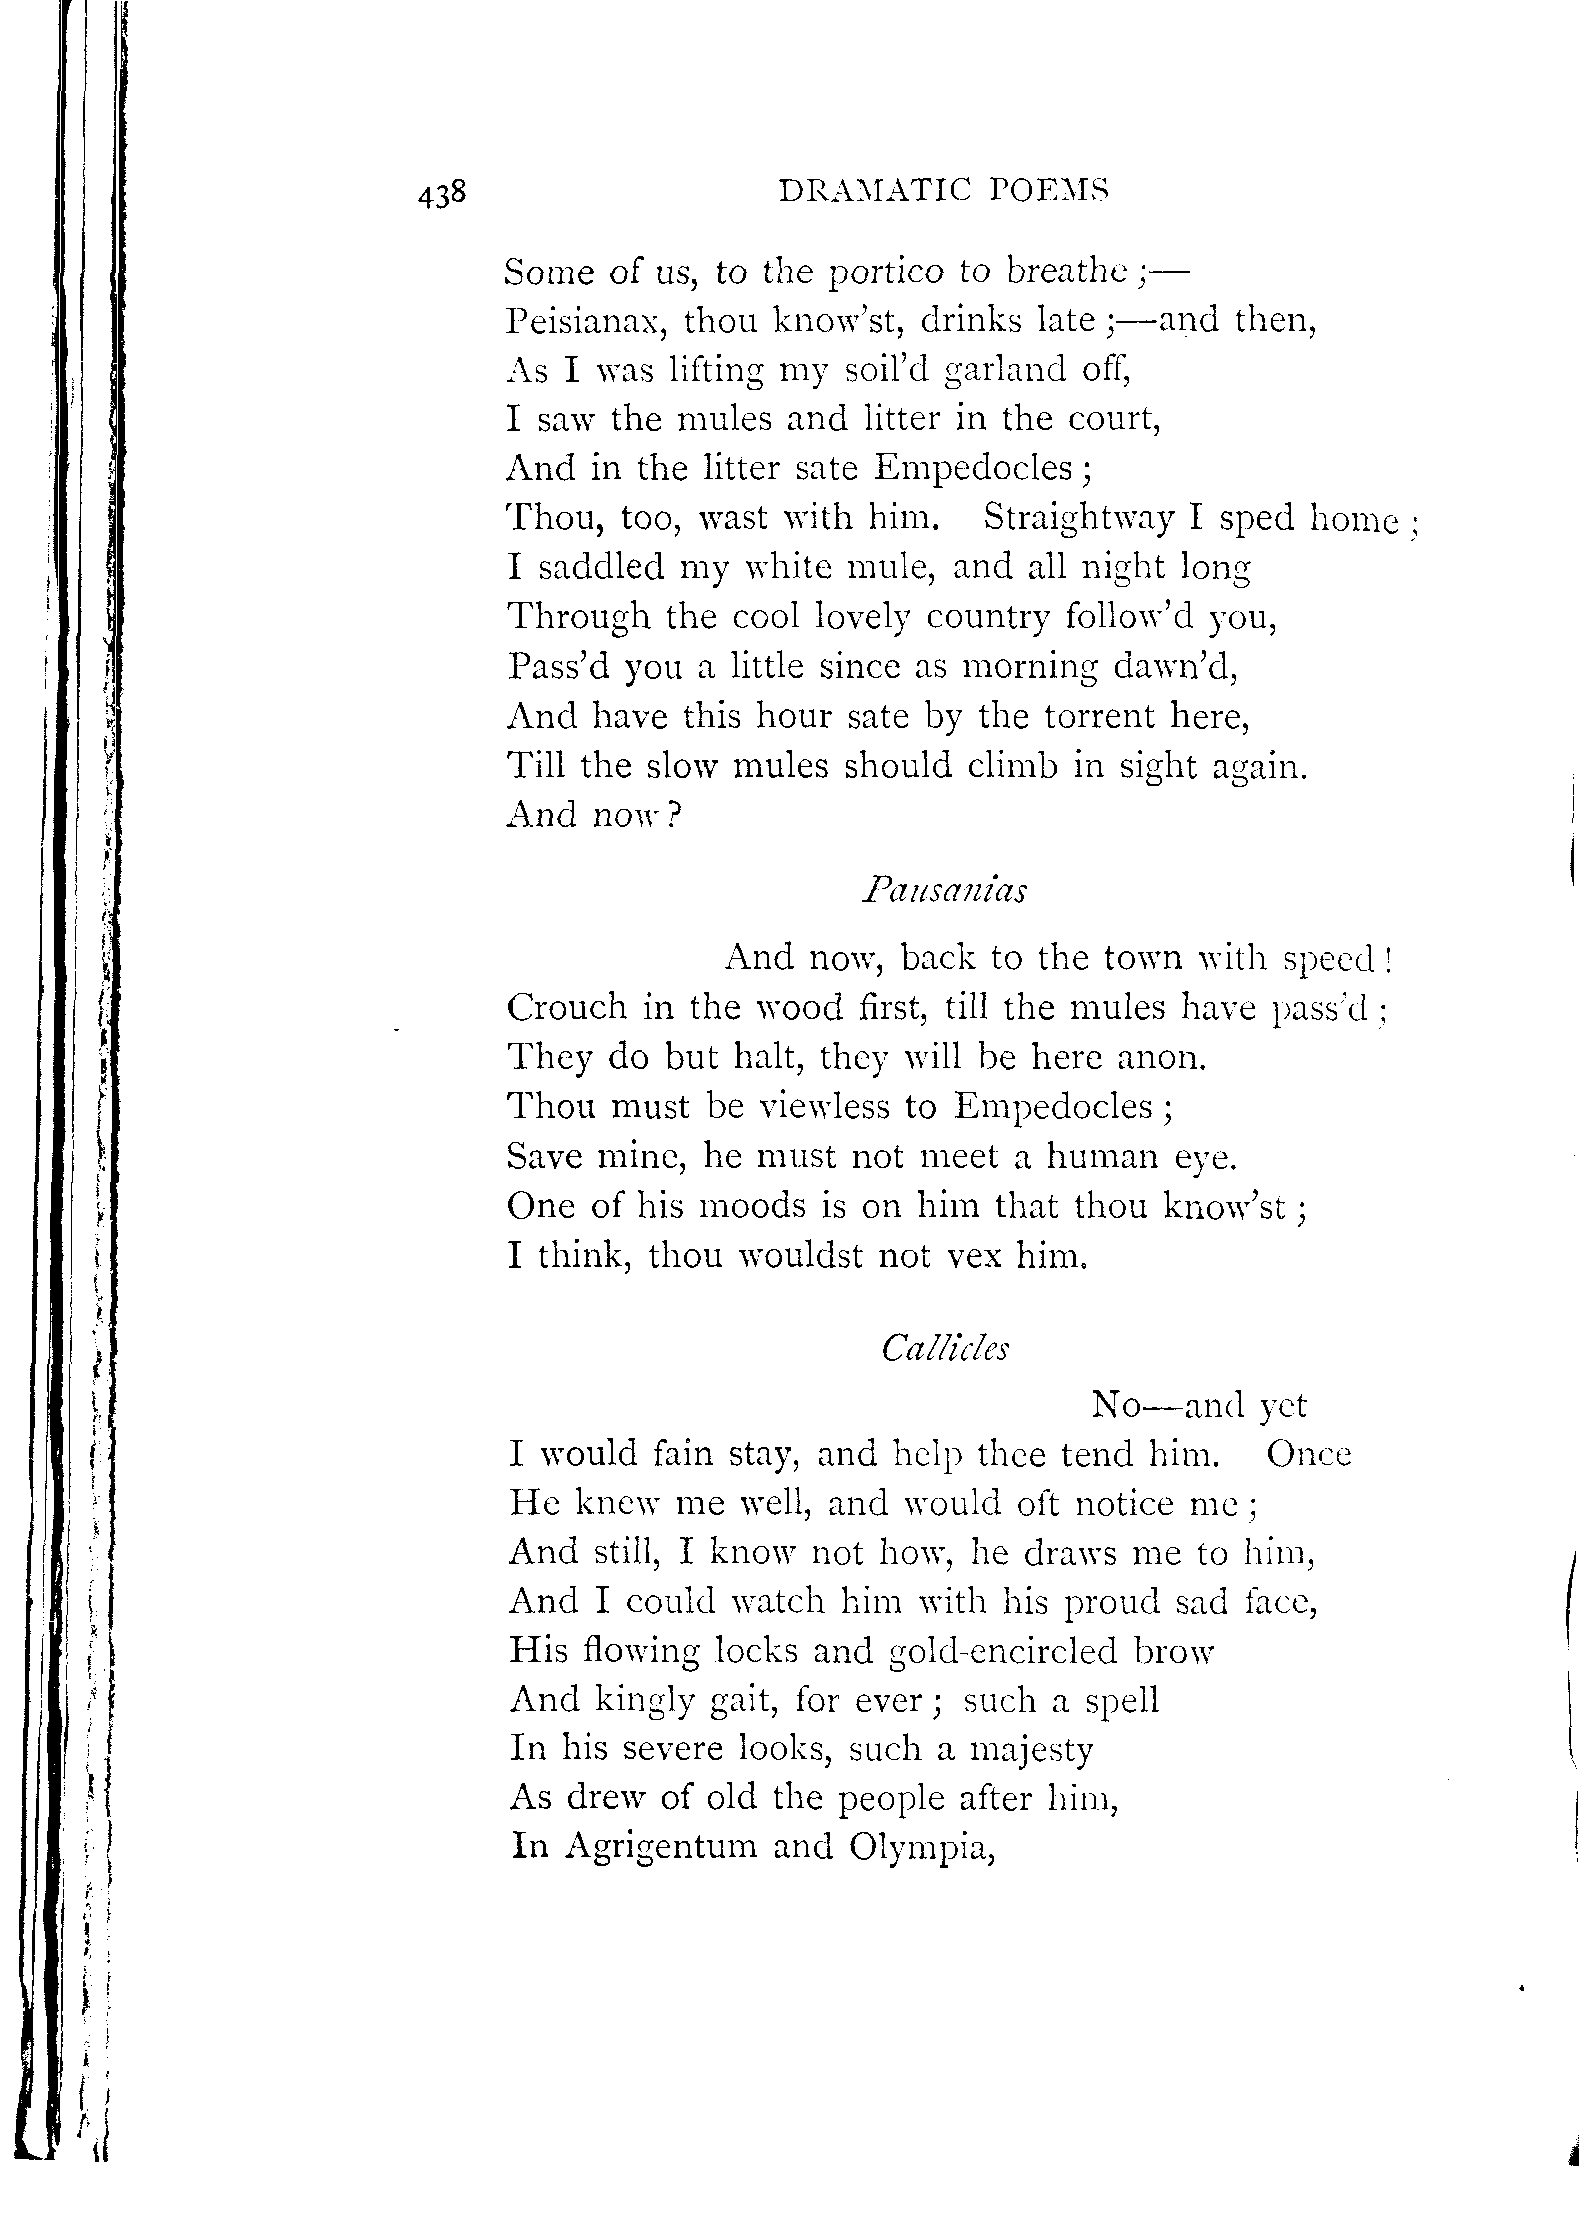 438 DRAMATIC POEMS
Some of us, to the portico to breathe ;—
Peisianax, thou know'st, drinks late ;—and then,
As I was lifting my soil'd garland off,
I saw the mules and litter in the court,
And in the litter sate Empedocles ;
Thou, too, wast with him. Straightway I sped home ;
I saddled my white mule, and all night long
Through the cool lovely country follow'd you,
Pass'd you a little since as morning dawn'd,
And have this hour sate by the torrent here,
Till the slow mules should climb in sight again.
And now ?
Pausanias
And now, back to the town with speed !
Crouch in the wood first, till the mules have pass'd ;
They do but halt, they will be here anon.
Thou must be viewless to Empedocles ;
Save mine, he must not meet a human eye.
One of his moods is on him that thou know'st ;
I think, thou wouldst not vex him.
Callicles
No—and yet
I would fain stay, and help thee tend him. Once
He knew me well, and would oft notice me ;
And still, I know not how, he draws me to him,
And I could watch him with his proud sad face,
His flowing locks and gold-encircled brow
And kingly gait, for ever ; such a spell
In his severe looks, such a majesty
As drew of old the people after him,
In Agrigentum and Olympia,